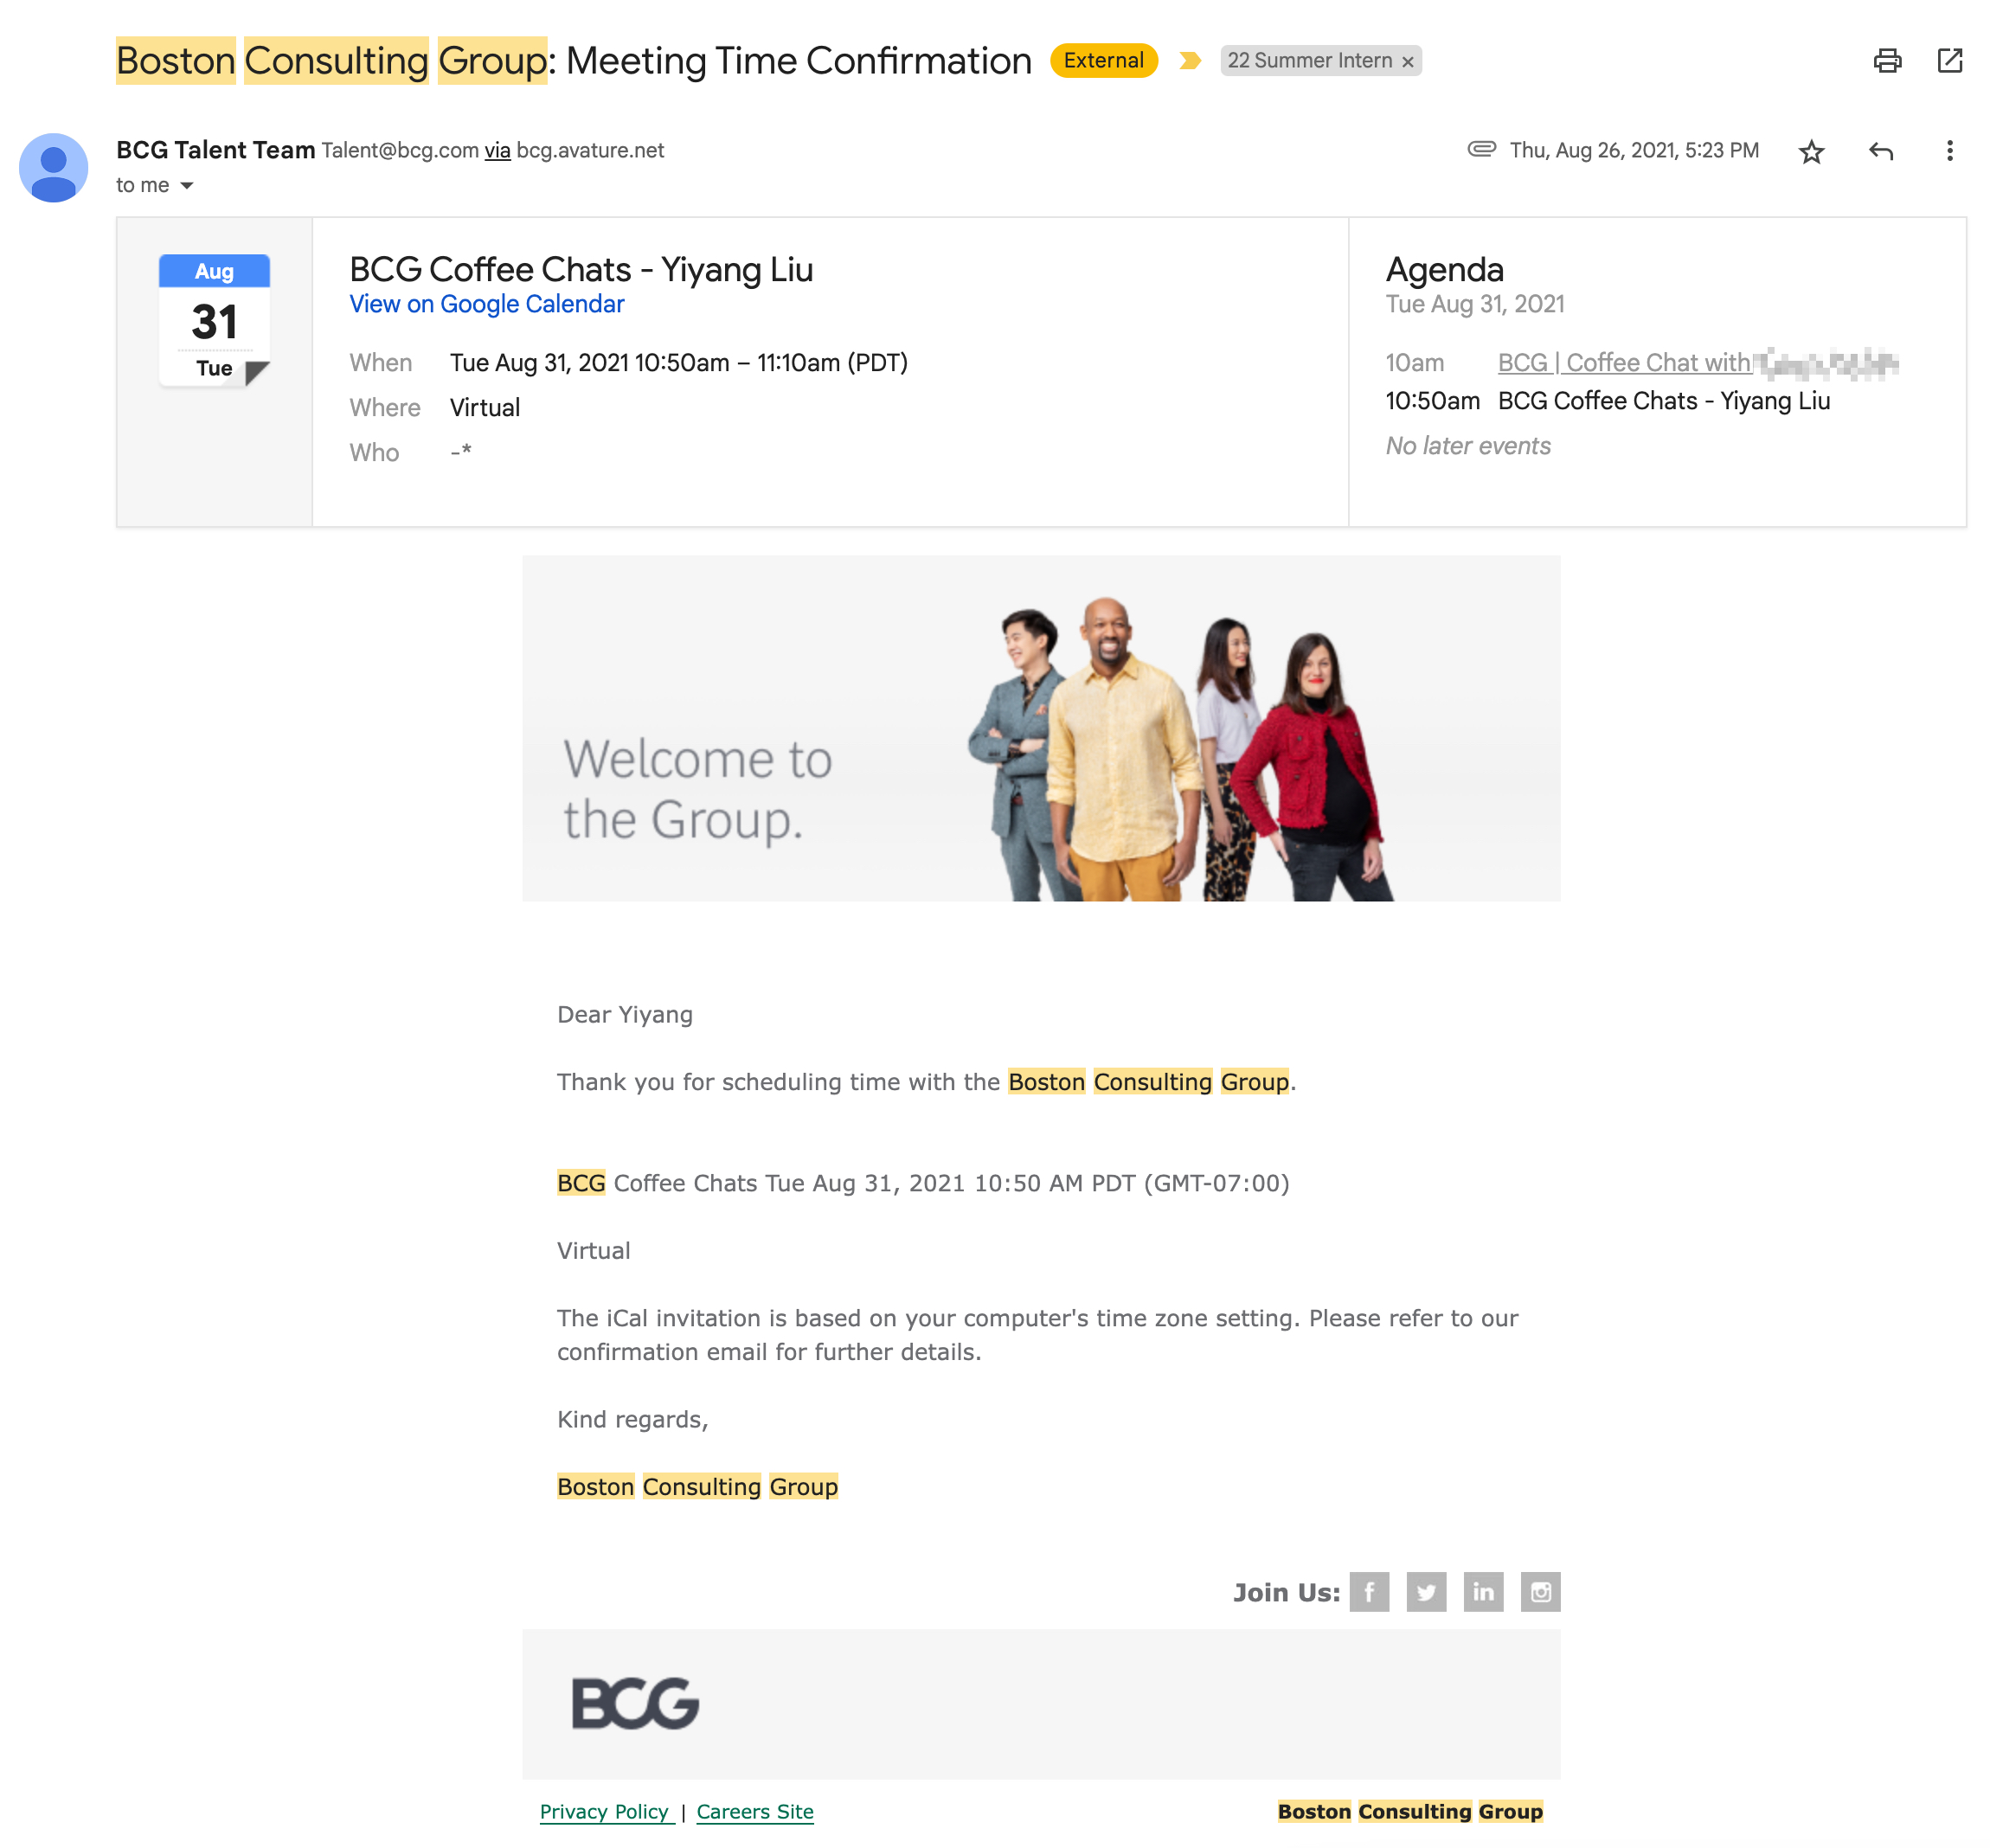 Boston Consulting Group: Meeting Time Confirmation External 22 Summer Intern ×
BCG Talent Team Talent@bcg.com via bcg.avature.net
Thu, Aug 26, 2021, 5:23 PM
to me
Aug
31
Tue
BCG Coffee Chats - Yiyang Liu
View on Google Calendar
When Tue Aug 31, 2021 10:50am – 11:10am (PDT)
Where Virtual
Who -*
Agenda
Tue Aug 31, 2021
10am BCG | Coffee Chat with
10:50am BCG Coffee Chats - Yiyang Liu
No later events
Welcome to
the Group.
Dear Yiyang
Thank you for scheduling time with the Boston Consulting Group.
BCG Coffee Chats Tue Aug 31, 2021 10:50 AM PDT (GMT-07:00)
Virtual
The iCal invitation is based on your computer's time zone setting. Please refer to our
confirmation email for further details.
Kind regards,
Boston Consulting Group
Join Us: f in
BCG
Privacy Policy | Careers Site
Boston Consulting Group